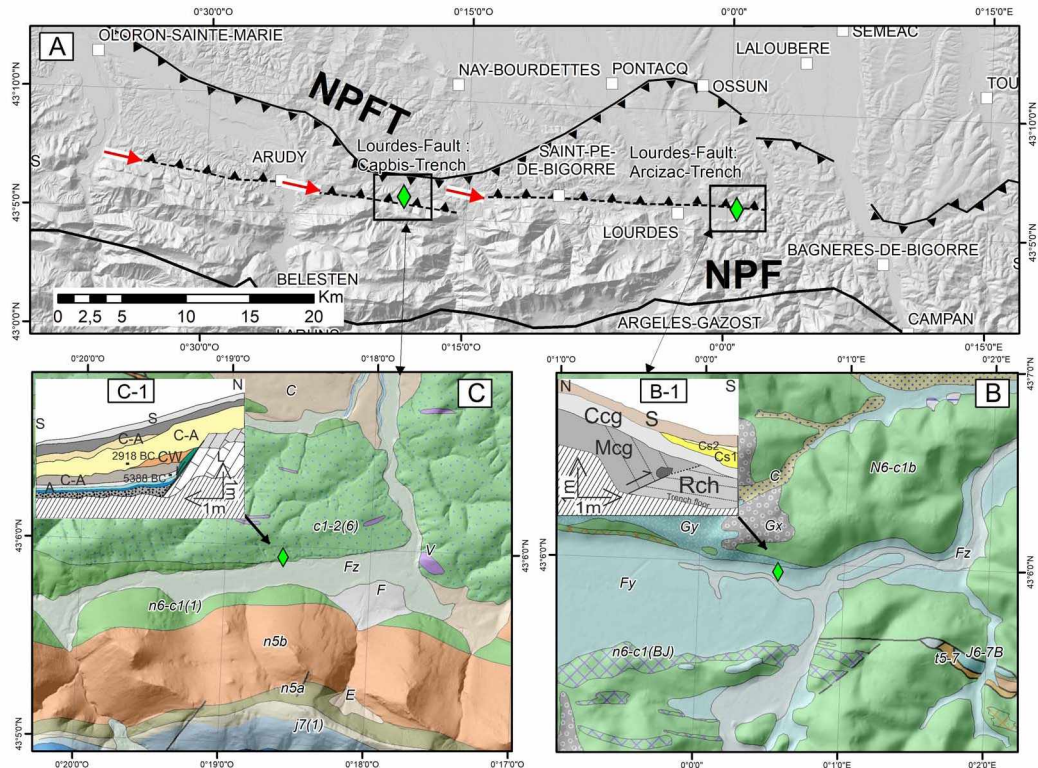 0°30'0"O
0°15'0"O
0°0'0"
0°15'0"E
A
OLORON-SAINTE-MARIE
SEMEAC
LALOUBERE
NAY-BOURDETTES
PONTACQ
OSSUN
TOU
43°10'0"N
43°10'0"N
NPFT
Lourdes-Fault :
Capbis-Trench
SAINT-PE-
DE-BIGORRE
Lourdes-Fault:
Arcizac-Trench
ARUDY
S
43°5'0"N
43°5'0"N
LOURDES
BAGNERES-DE-BIGORRE
NPF
S
BELESTEN
Km
0 2,5 5 10 15 20
ARGELES-GAZOST
CAMPAN
43°0'0"N
0°30'0"O
0°15'0"O
0°0'0"
0°15'0"E
0°20'0"O
0°19'0"O
0°18'0"O
C-1
N
S
S
C-A
C-A
2918 BC
CW
L
C-A
5388 BC *
A
1m
1m
C
C
c1-2(6)
V
43°6'0"N
43°6'0"N
Fz
F
n6-c1(1)
n5b
n5a
E
j7(1)
43°5'0"N
43°5'0"N
0°20'0"O
0°19'0"O
0°18'0"O
0°17'0"O
0°1'0"O
0°0'0"
0°1'0"E
0°2'0"E
43°7'0"N
B-1
N
S
B
Ccg
S
Cs2
Cs1
Mcg
Rch
Trench floor
1m
1m
C
N6-c1b
Gy
Gx
Fz
43°6'0"N
43°6'0"N
Fy
n6-c1(BJ)
t5-7
J6-7B
0°0'0"
0°1'0"E
0°2'0"E